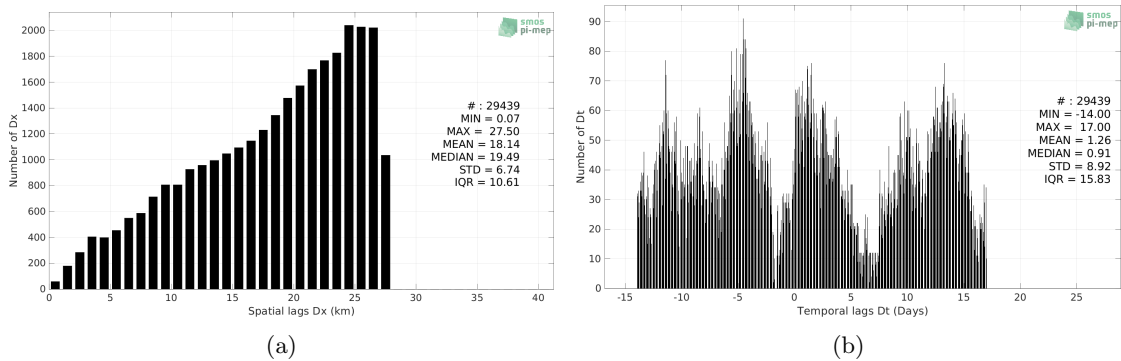 smos
pi-mep
2000
1800
1600
1400
1200
1000
800
600
400
200
0
Number of Dx
# : 29439
MIN = 0.07
MAX = 27.50
MEAN = 18.14
MEDIAN = 19.49
STD = 6.74
IQR = 10.61
0 5 10 15 20 25 30 35 40
Spatial lags Dx (km)
(a)
smos
pi-mep
90
80
70
60
50
40
30
20
10
0
Number of Dt
# : 29439
MIN = -14.00
MAX = 17.00
MEAN = 1.26
MEDIAN = 0.91
STD = 8.92
IQR = 15.83
-15 -10 -5 0 5 10 15 20 25
Temporal lags Dt (Days)
(b)